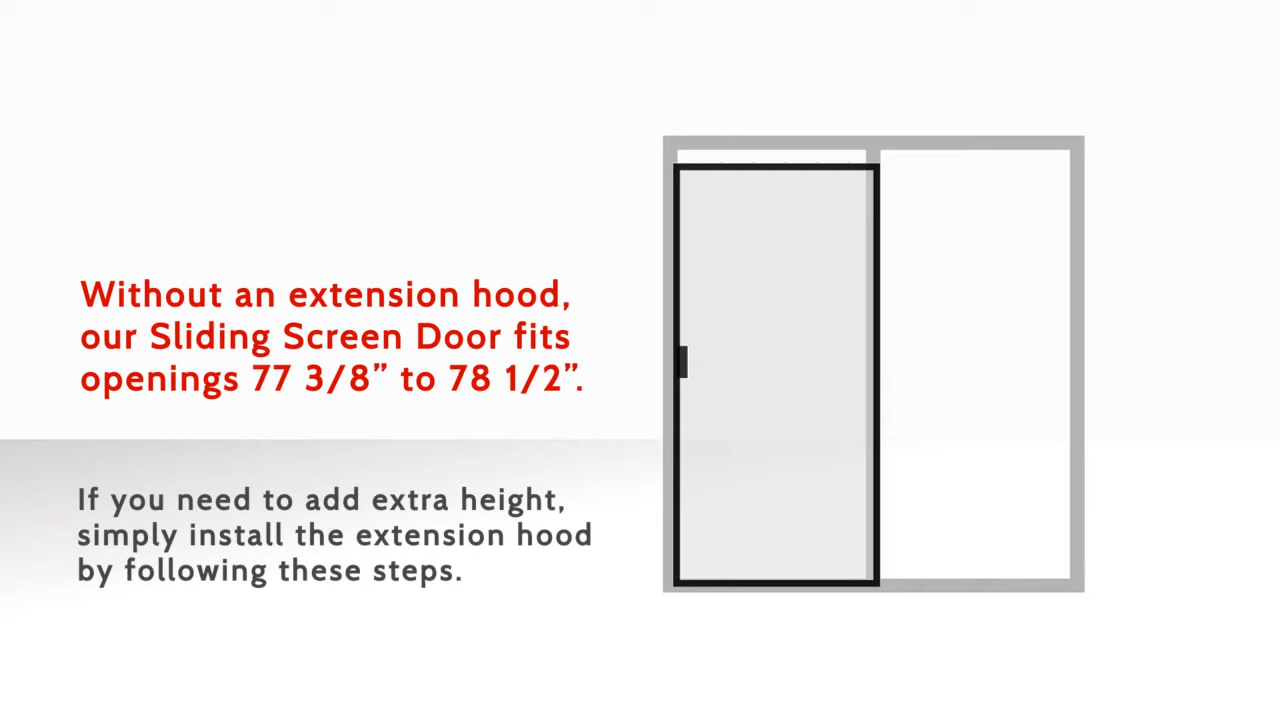 Without an extension hood,
our Sliding Screen Door fits
openings 77 3/8” to 78 1/2”.
If you need to add extra height,
simply install the extension hood
by following these steps.